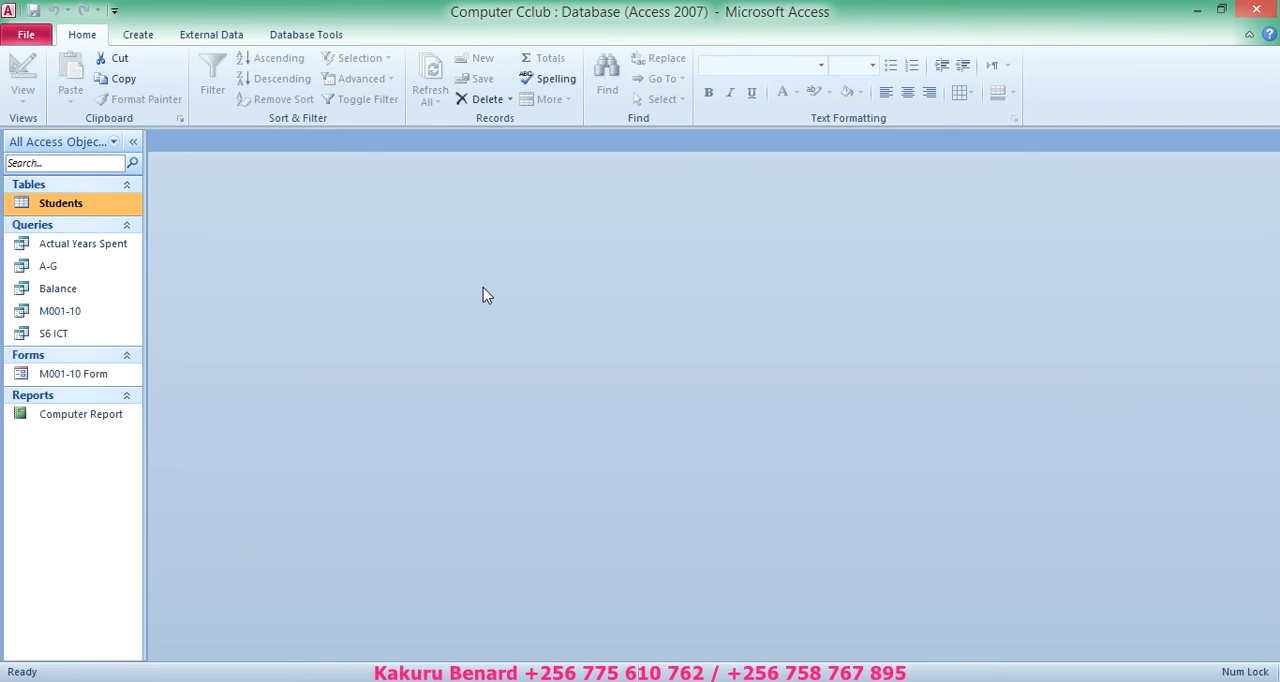 Computer Cclub : Database (Access 2007) - Microsoft Access
File Home Create External Data Database Tools
View
Views
Paste
Cut
Copy
Format Painter
Clipboard
Filter
Ascending
Descending
Remove Sort
Selection
Advanced
Toggle Filter
Sort & Filter
Refresh
All
New
Save
Delete
Totals
Spelling
More
Records
Find
Replace
Go To
Select
Find
Text Formatting
All Access Objec...
Search...
Tables
Students
Queries
Actual Years Spent
A-G
Balance
M001-10
S6 ICT
Forms
M001-10 Form
Reports
Computer Report
Ready
Kakuru Benard +256 775 610 762 / +256 758 767 895
Num Lock